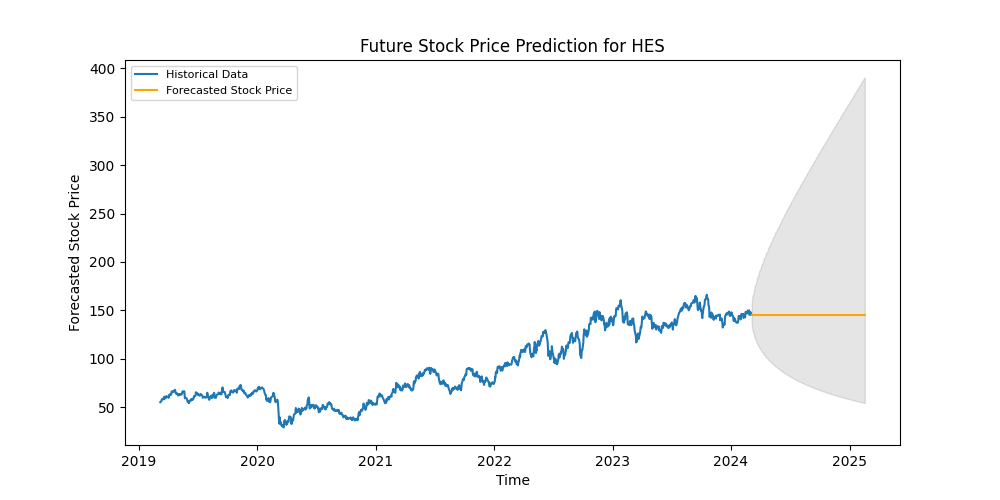 Future Stock Price Prediction for HES
Historical Data
Forecasted Stock Price
400
350
300
250
200
150
100
50
Forecasted Stock Price
2019 2020 2021 2022 2023 2024 2025
Time